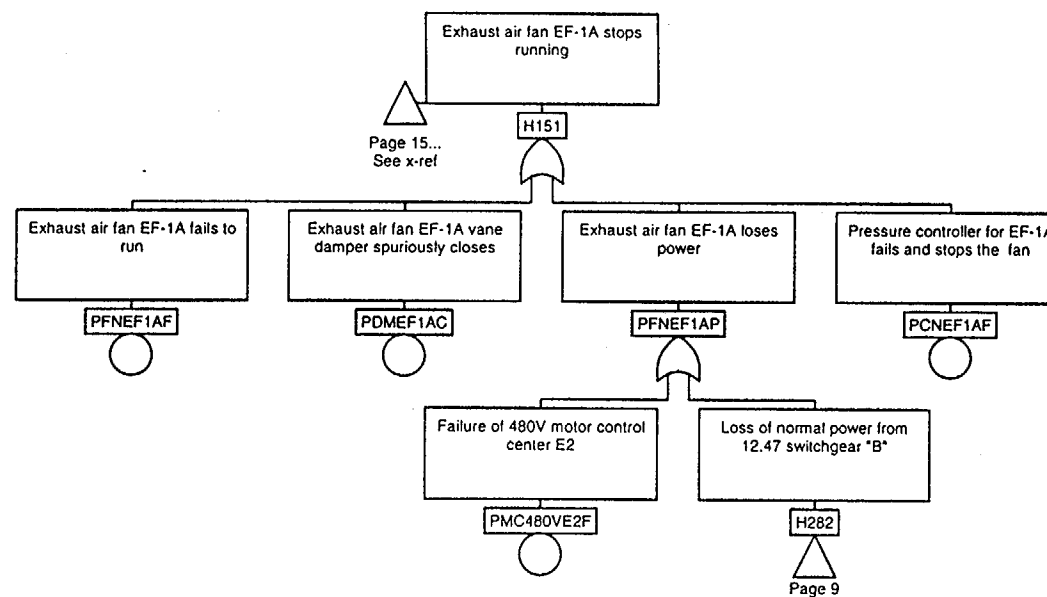 Exhaust air fan EF-1A stops
running
H151
Page 15...
See x-ref
Exhaust air fan EF-1A fails to
run
Exhaust air fan EF-1A vane
damper spuriously closes
Exhaust air fan EF-1A loses
power
Pressure controller for EF-1A
fails and stops the fan
PFNEF1AF
PDMEF1AC
PFNEF1AP
PCNEF1AF
Failure of 480V motor control
center E2
Loss of normal power from
12.47 switchgear "B"
PMC480VE2F
H282
Page 9